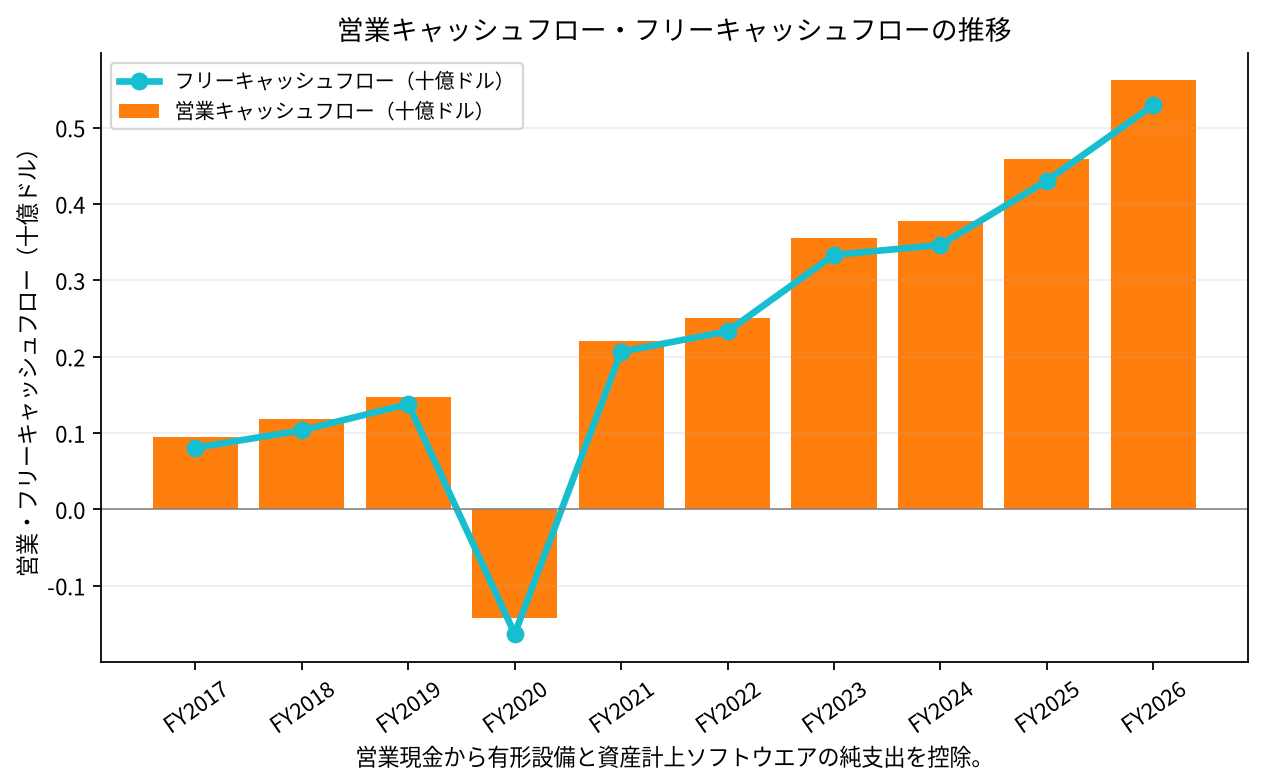 営業キャッシュフロー・フリーキャッシュフローの推移
フリーキャッシュフロー（十億ドル）
営業キャッシュフロー（十億ドル）
営業・フリーキャッシュフロー（十億ドル）
0.5
0.4
0.3
0.2
0.1
0.0
-0.1
FY2017
FY2018
FY2019
FY2020
FY2021
FY2022
FY2023
FY2024
FY2025
FY2026
営業現金から有形設備と資産計上ソフトウエアの純支出を控除。